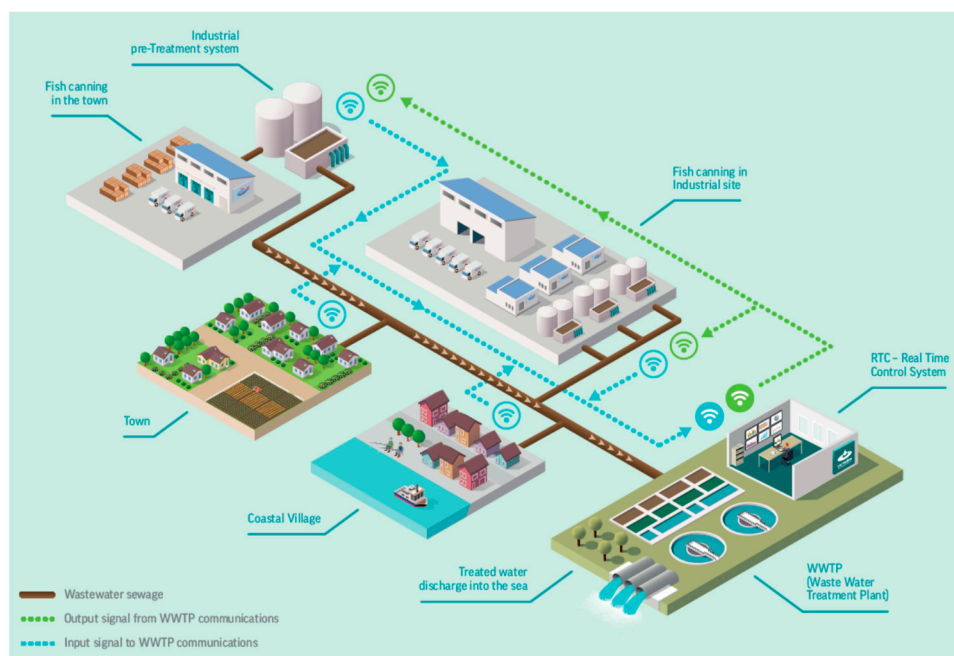 Industrial
pre-Treatment system
Fish canning
in the town
Fish canning in
Industrial site
RTC – Real Time
Control System
Town
Coastal Village
Treated water
discharge into the sea
WWTP
(Waste Water
Treatment Plant)
Wastewater sewage
Output signal from WWTP communications
Input signal to WWTP communications